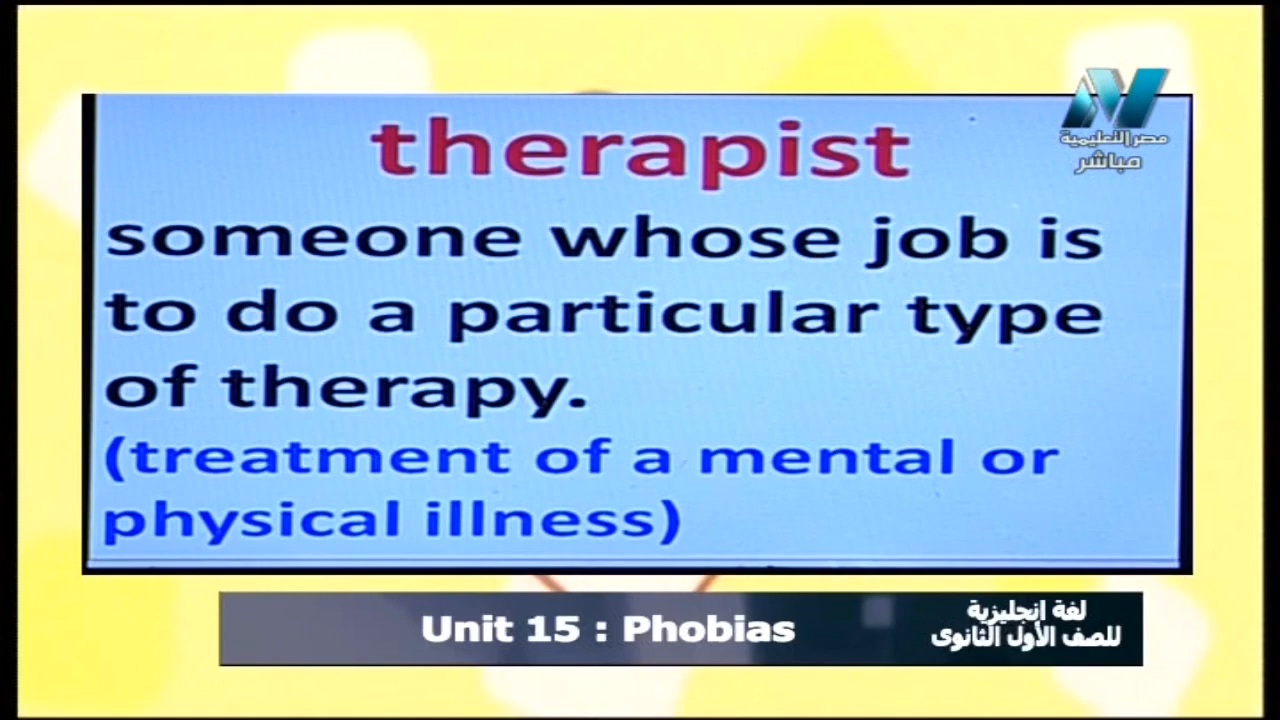 therapist
someone whose job is
to do a particular type
of therapy.
(treatment of a mental or
physical illness)
مصر التعليمية
مباشر
Unit 15 : Phobias
لغة إنجليزية
للصف الأول الثانوى